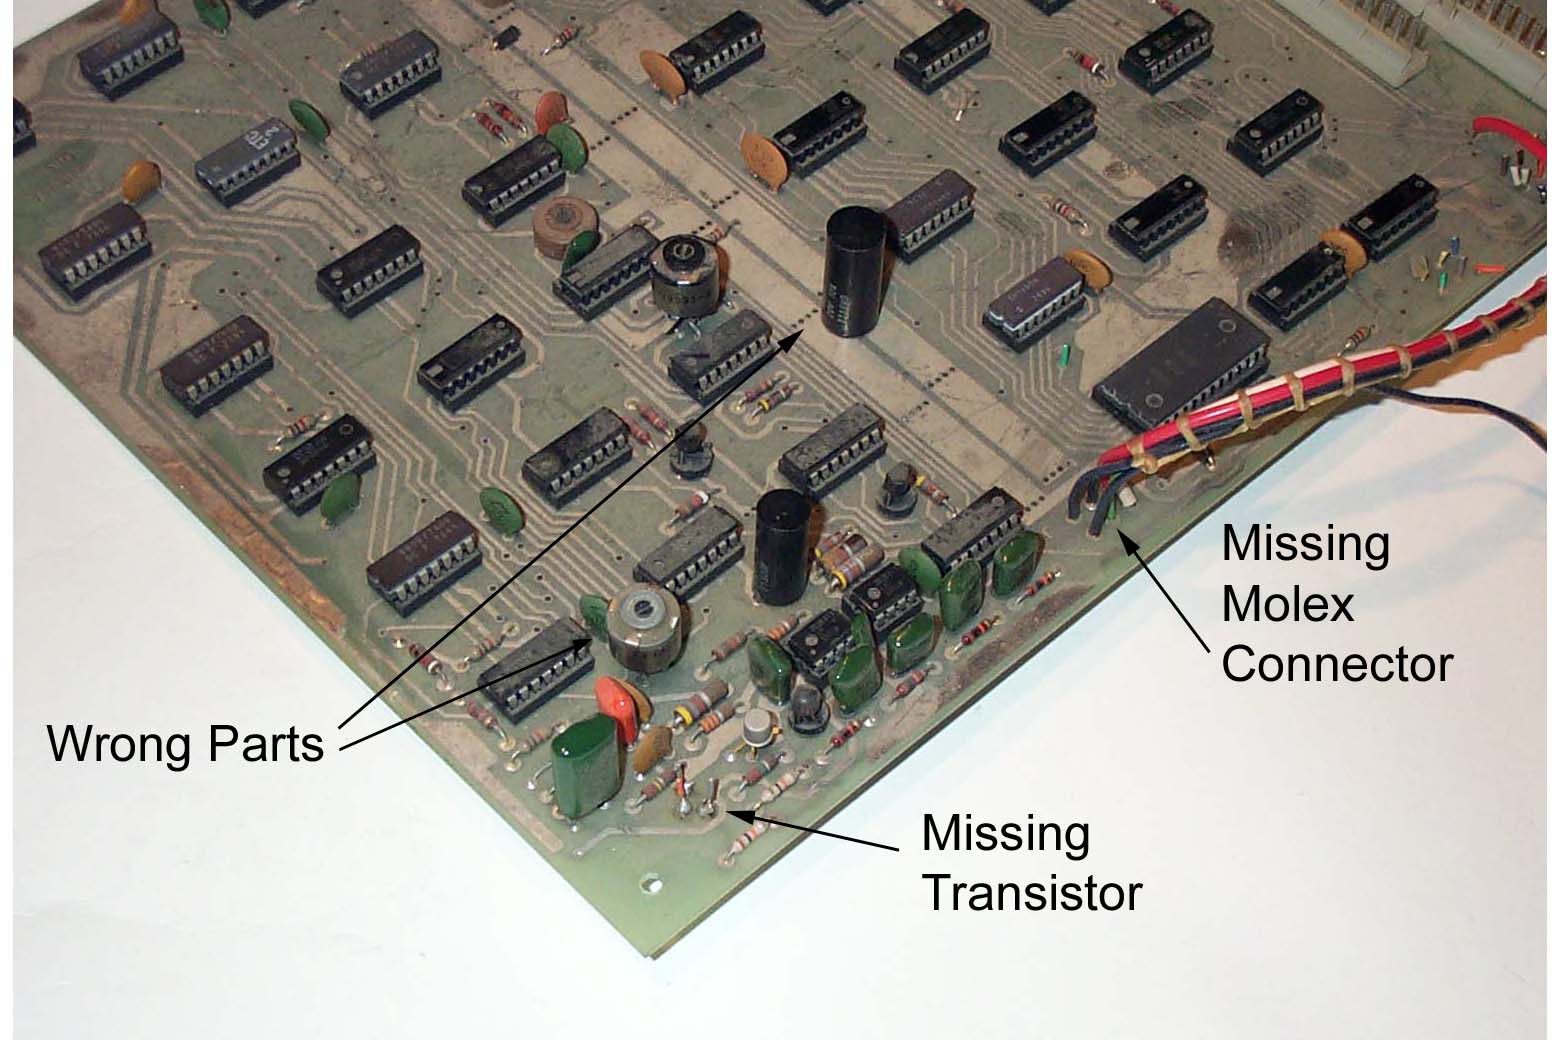 Missing
Molex
Connector
Wrong Parts
Missing
Transistor